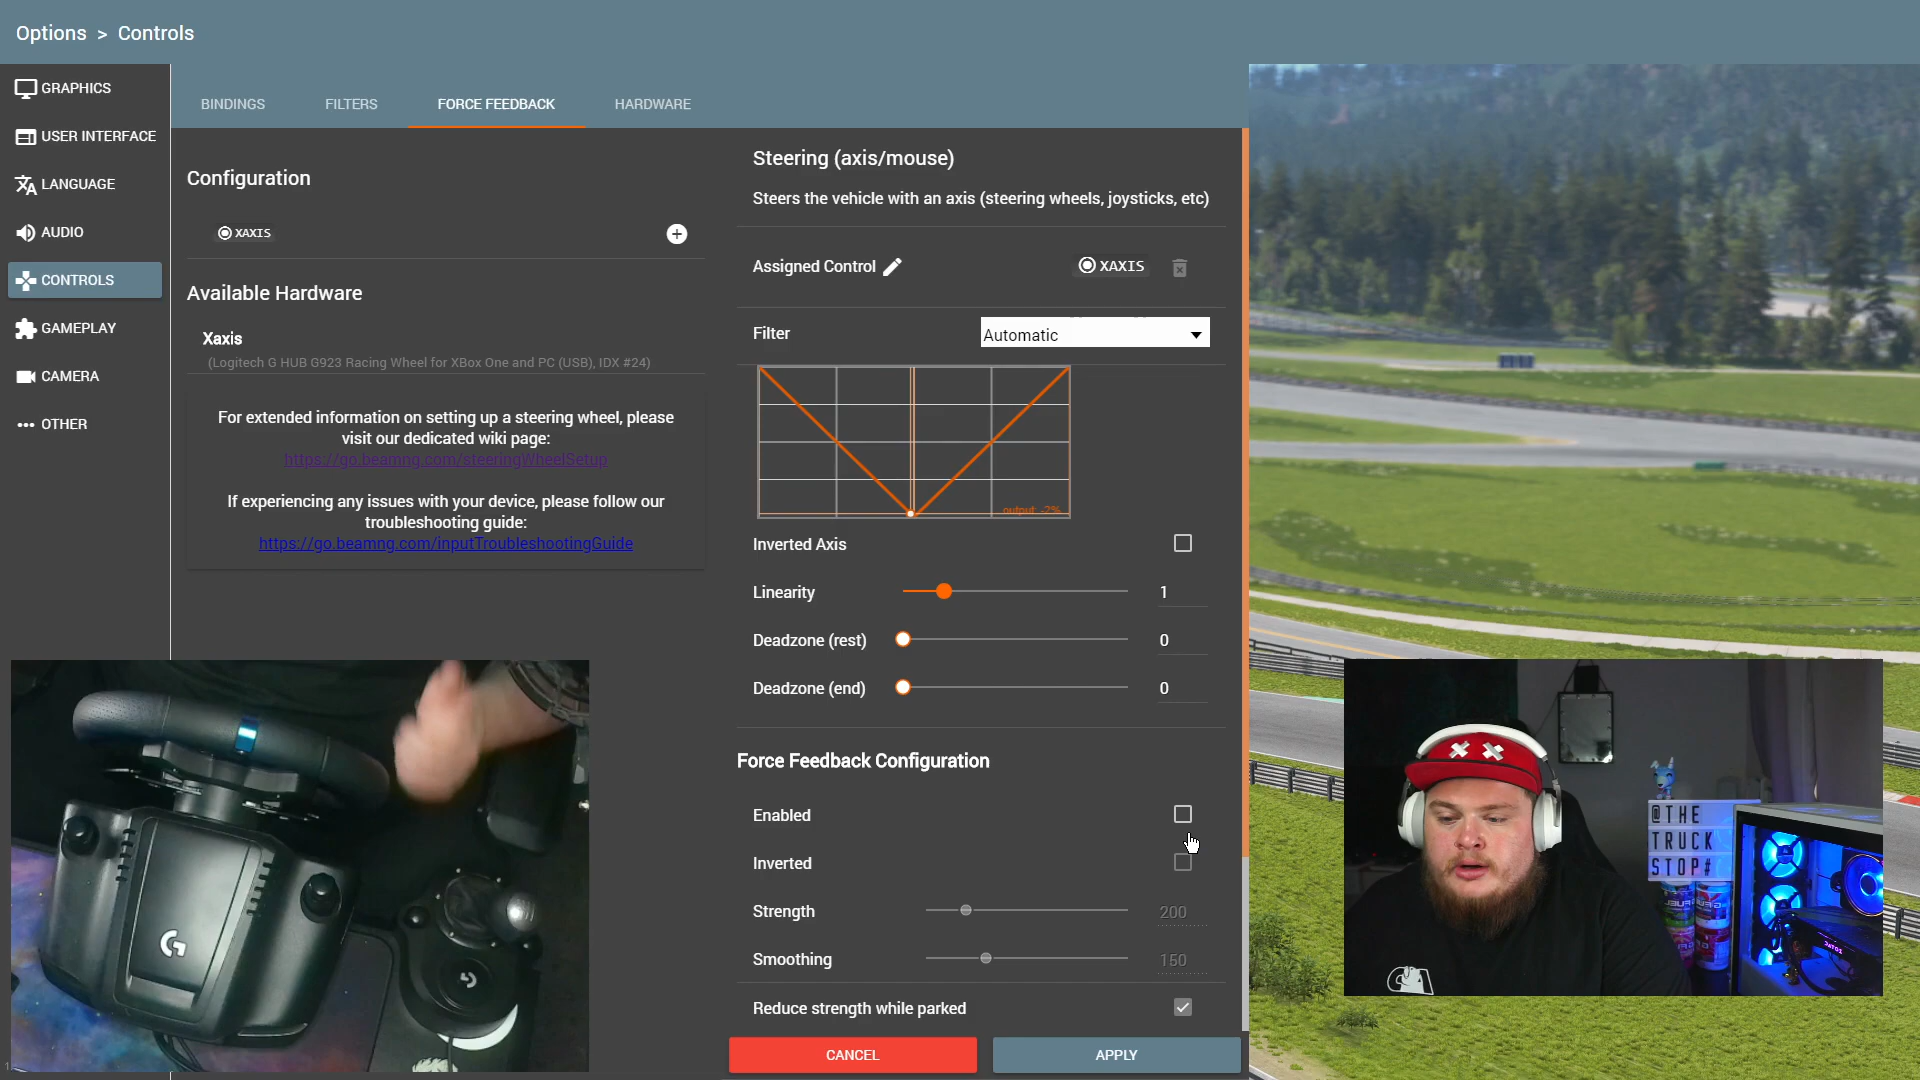 Options > Controls
GRAPHICS
USER INTERFACE
LANGUAGE
AUDIO
CONTROLS
GAMEPLAY
CAMERA
OTHER
BINDINGS
FILTERS
FORCE FEEDBACK
HARDWARE
Configuration
XAXIS
Available Hardware
Xaxis
(Logitech G HUB G923 Racing Wheel for XBox One and PC (USB), IDX #24)
For extended information on setting up a steering wheel, please
visit our dedicated wiki page:
https://go.beamng.com/steeringWheelSetup
If experiencing any issues with your device, please follow our
troubleshooting guide:
https://go.beamng.com/inputTroubleshootingGuide
Steering (axis/mouse)
Steers the vehicle with an axis (steering wheels, joysticks, etc)
Assigned Control
XAXIS
Filter
Automatic
output: -2%
Inverted Axis
Linearity
1
Deadzone (rest)
0
Deadzone (end)
0
Force Feedback Configuration
Enabled
Inverted
Strength
200
Smoothing
150
Reduce strength while parked
CANCEL
APPLY
@THE
TRUCK
STOP#